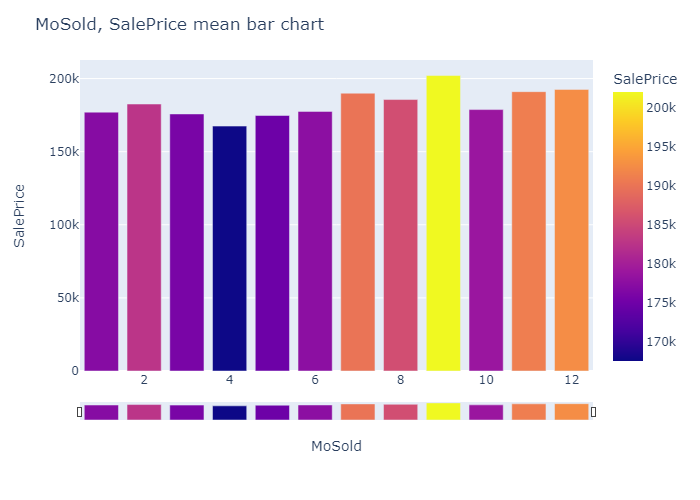 MoSold, SalePrice mean bar chart
SalePrice
200k
150k
100k
50k
0
2 4 6 8 10 12
MoSold
SalePrice
200k
195k
190k
185k
180k
175k
170k